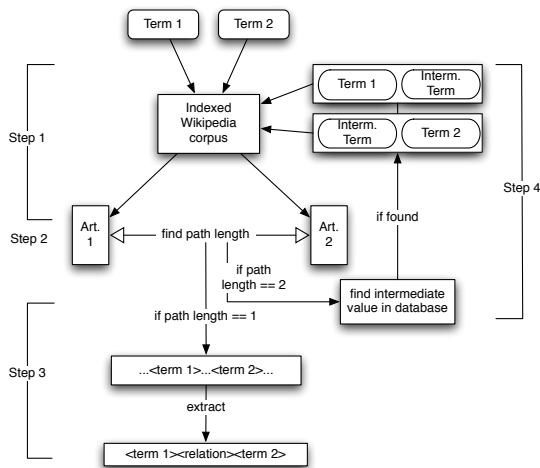 Term 1
Term 2
Term 1
Interm.
Term
Indexed
Wikipedia
corpus
Interm.
Term
Term 2
Step 1
Step 4
if found
Art.
1
find path length
Art.
2
Step 2
if path
length == 2
find intermediate
value in database
if path length == 1
Step 3
...<term 1>...<term 2>...
extract
<term 1><relation><term 2>